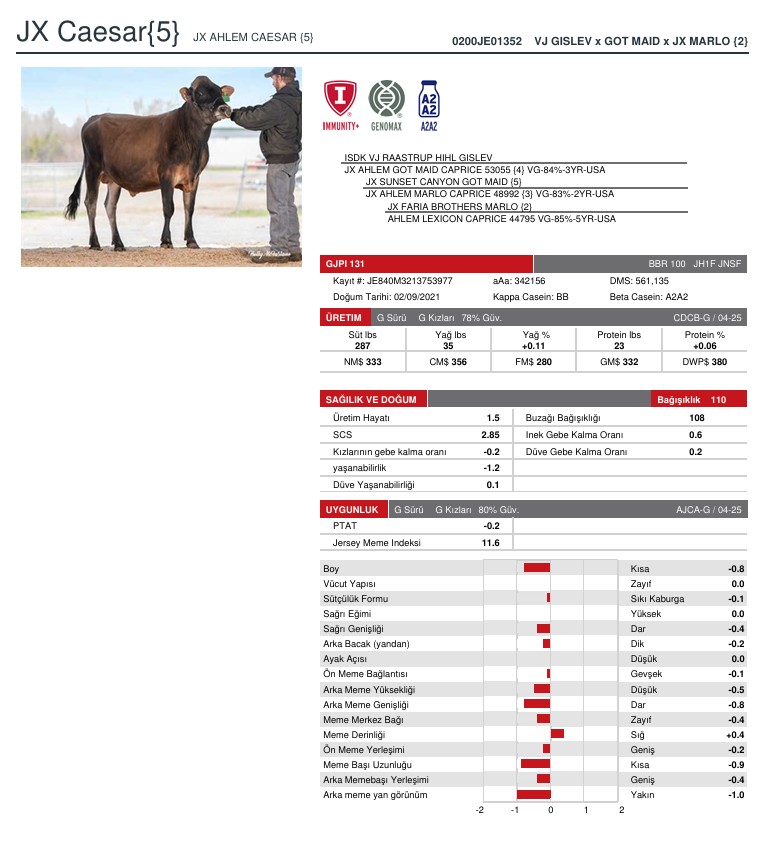 JX Caesar{5} JX AHLEM CAESAR {5} 0200JE01352 VJ GISLEV x GOT MAID x JX MARLO {2}
IMMUNITY+ GENOMAX A2A2
A2 A2
ISDK VJ RAASTRUP HIHL GISLEV
JX AHLEM GOT MAID CAPRICE 53055 {4} VG-84%-3YR-USA
JX SUNSET CANYON GOT MAID {5}
JX AHLEM MARLO CAPRICE 48992 {3} VG-83%-2YR-USA
JX FARIA BROTHERS MARLO {2}
AHLEM LEXICON CAPRICE 44795 VG-85%-5YR-USA
GJPI 131 BBR 100 JH1F JNSF
Kayıt #: JE840M3213753977 aAa: 342156 DMS: 561,135
Doğum Tarihi: 02/09/2021 Kappa Casein: BB Beta Casein: A2A2
ÜRETIM G Sürü G Kızları 78% Güv. CDCB-G / 04-25
Süt lbs Yağ lbs Yağ % Protein lbs Protein %
287 35 +0.11 23 +0.06
NM$ 333 CM$ 356 FM$ 280 GM$ 332 DWP$ 380
SAĞILIK VE DOĞUM Bağışıklık 110
Üretim Hayatı 1.5 Buzağı Bağışıklığı 108
SCS 2.85 Inek Gebe Kalma Oranı 0.6
Kızlarının gebe kalma oranı -0.2 Düve Gebe Kalma Oranı 0.2
yaşanabilirlik -1.2
Düve Yaşanabilirliği 0.1
UYGUNLUK G Sürü G Kızları 80% Güv. AJCA-G / 04-25
PTAT -0.2
Jersey Meme Indeksi 11.6
Boy Kısa -0.8
Vücut Yapısı Zayıf 0.0
Sütçülük Formu Sıkı Kaburga -0.1
Sağrı Eğimi Yüksek 0.0
Sağrı Genişliği Dar -0.4
Arka Bacak (yandan) Dik -0.2
Ayak Açısı Düşük 0.0
Ön Meme Bağlantısı Gevşek -0.1
Arka Meme Yüksekliği Düşük -0.5
Arka Meme Genişliği Dar -0.8
Meme Merkez Bağı Zayıf -0.4
Meme Derinliği Sığ +0.4
Ön Meme Yerleşimi Geniş -0.2
Meme Başı Uzunluğu Kısa -0.9
Arka Memebaşı Yerleşimi Geniş -0.4
Arka meme yan görünüm Yakın -1.0
-2 -1 0 1 2